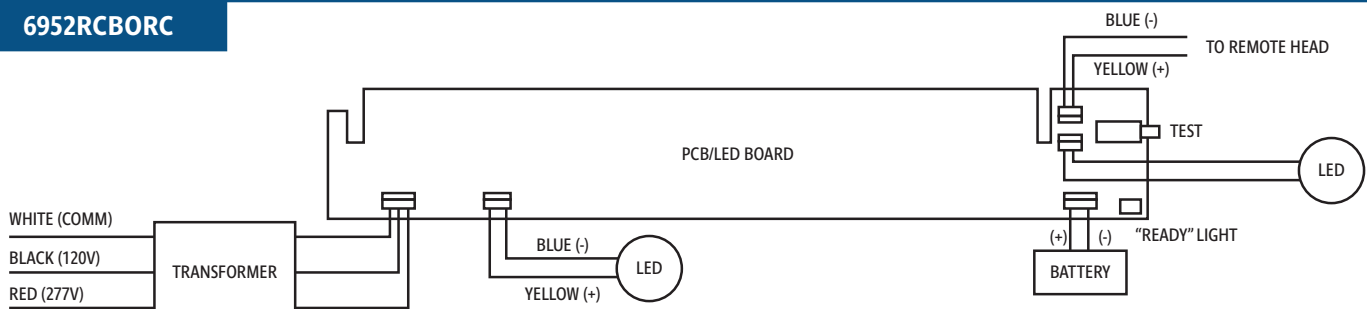 6952RCBORC
BLUE (-)
TO REMOTE HEAD
YELLOW (+)
TEST
PCB/LED BOARD
LED
WHITE (COMM)
BLACK (120V)
RED (277V)
TRANSFORMER
BLUE (-)
LED
YELLOW (+)
(+) (-)
"READY" LIGHT
BATTERY